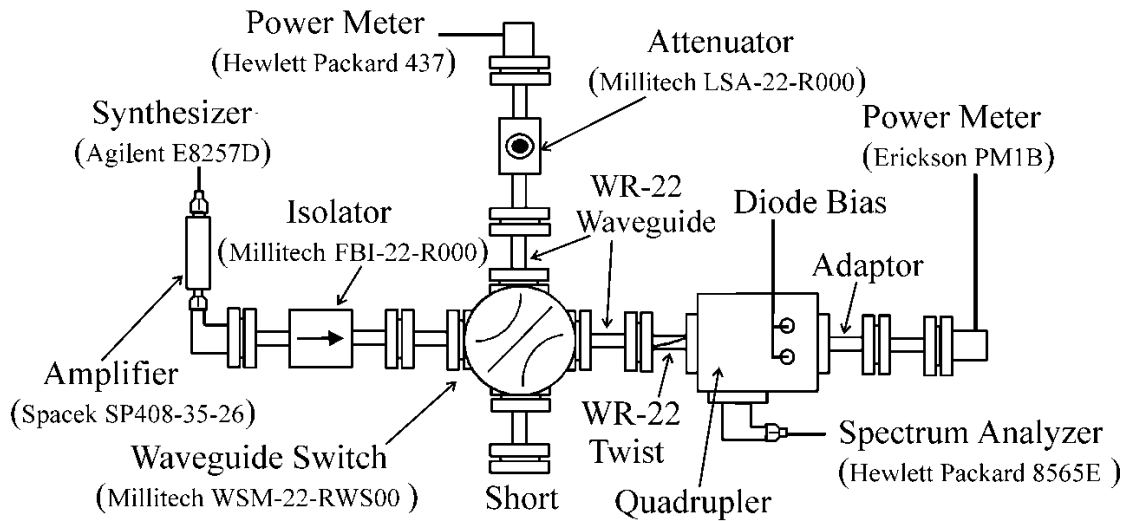 Power Meter
(Hewlett Packard 437)
Attenuator
(Millitech LSA-22-R000)
Synthesizer
(Agilent E8257D)
Power Meter
(Erickson PM1B)
Isolator
(Millitech FBI-22-R000)
WR-22
Waveguide
Diode Bias
Adaptor
Amplifier
(Spacek SP408-35-26)
Waveguide Switch
(Millitech WSM-22-RWS00 )
Short
WR-22
Twist
Quadrupler
Spectrum Analyzer
(Hewlett Packard 8565E)